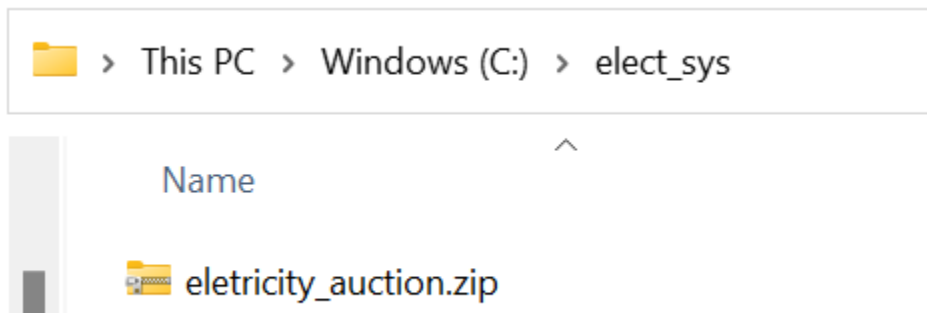 This PC > Windows (C:) > elect_sys
Name
eletricity_auction.zip